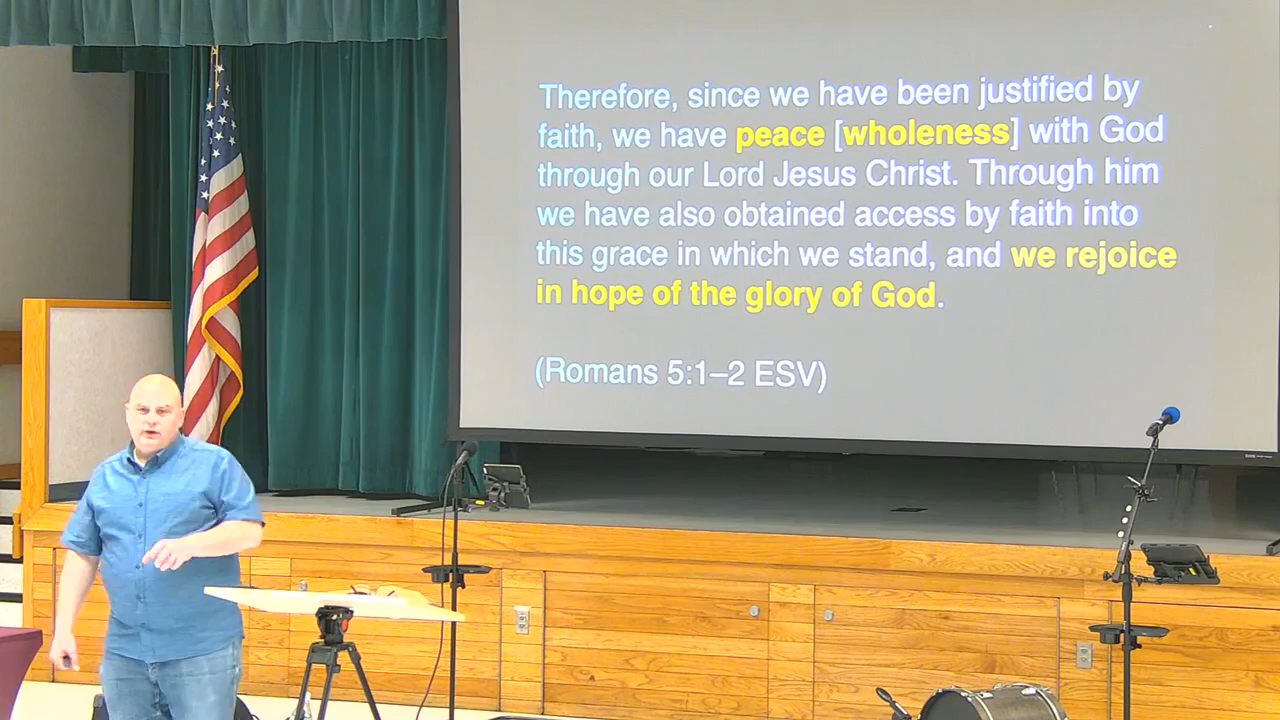 Therefore, since we have been justified by
faith, we have peace [wholeness] with God
through our Lord Jesus Christ. Through him
we have also obtained access by faith into
this grace in which we stand, and we rejoice
in hope of the glory of God.
(Romans 5:1–2 ESV)